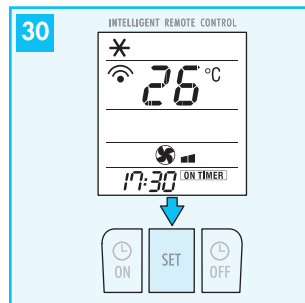 30
INTELLIGENT REMOTE CONTROL
26 °C
17:30 ON TIMER
ON
SET
OFF